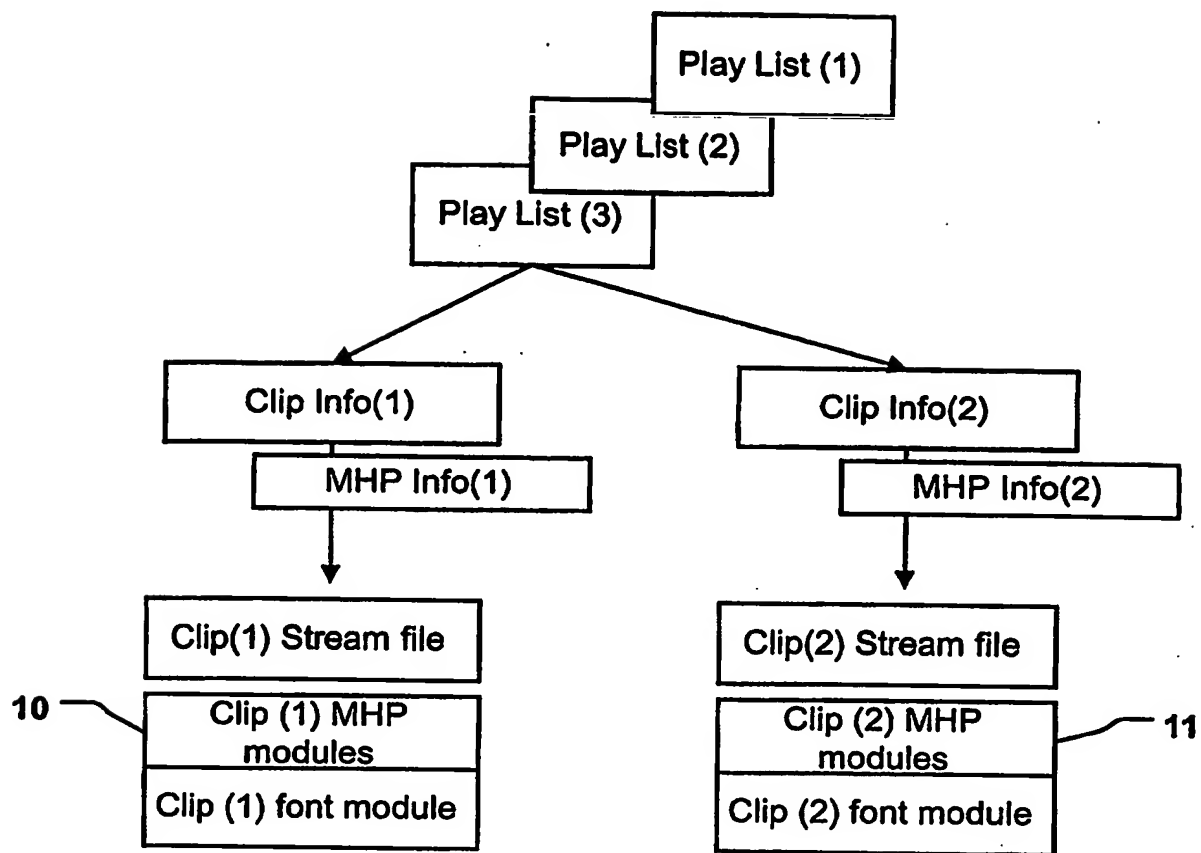 Play List (1)
Play List (2)
Play List (3)
Clip Info(1)
Clip Info(2)
MHP Info(1)
MHP Info(2)
Clip(1) Stream file
Clip(2) Stream file
10
Clip (1) MHP
modules
Clip (2) MHP
modules
11
Clip (1) font module
Clip (2) font module